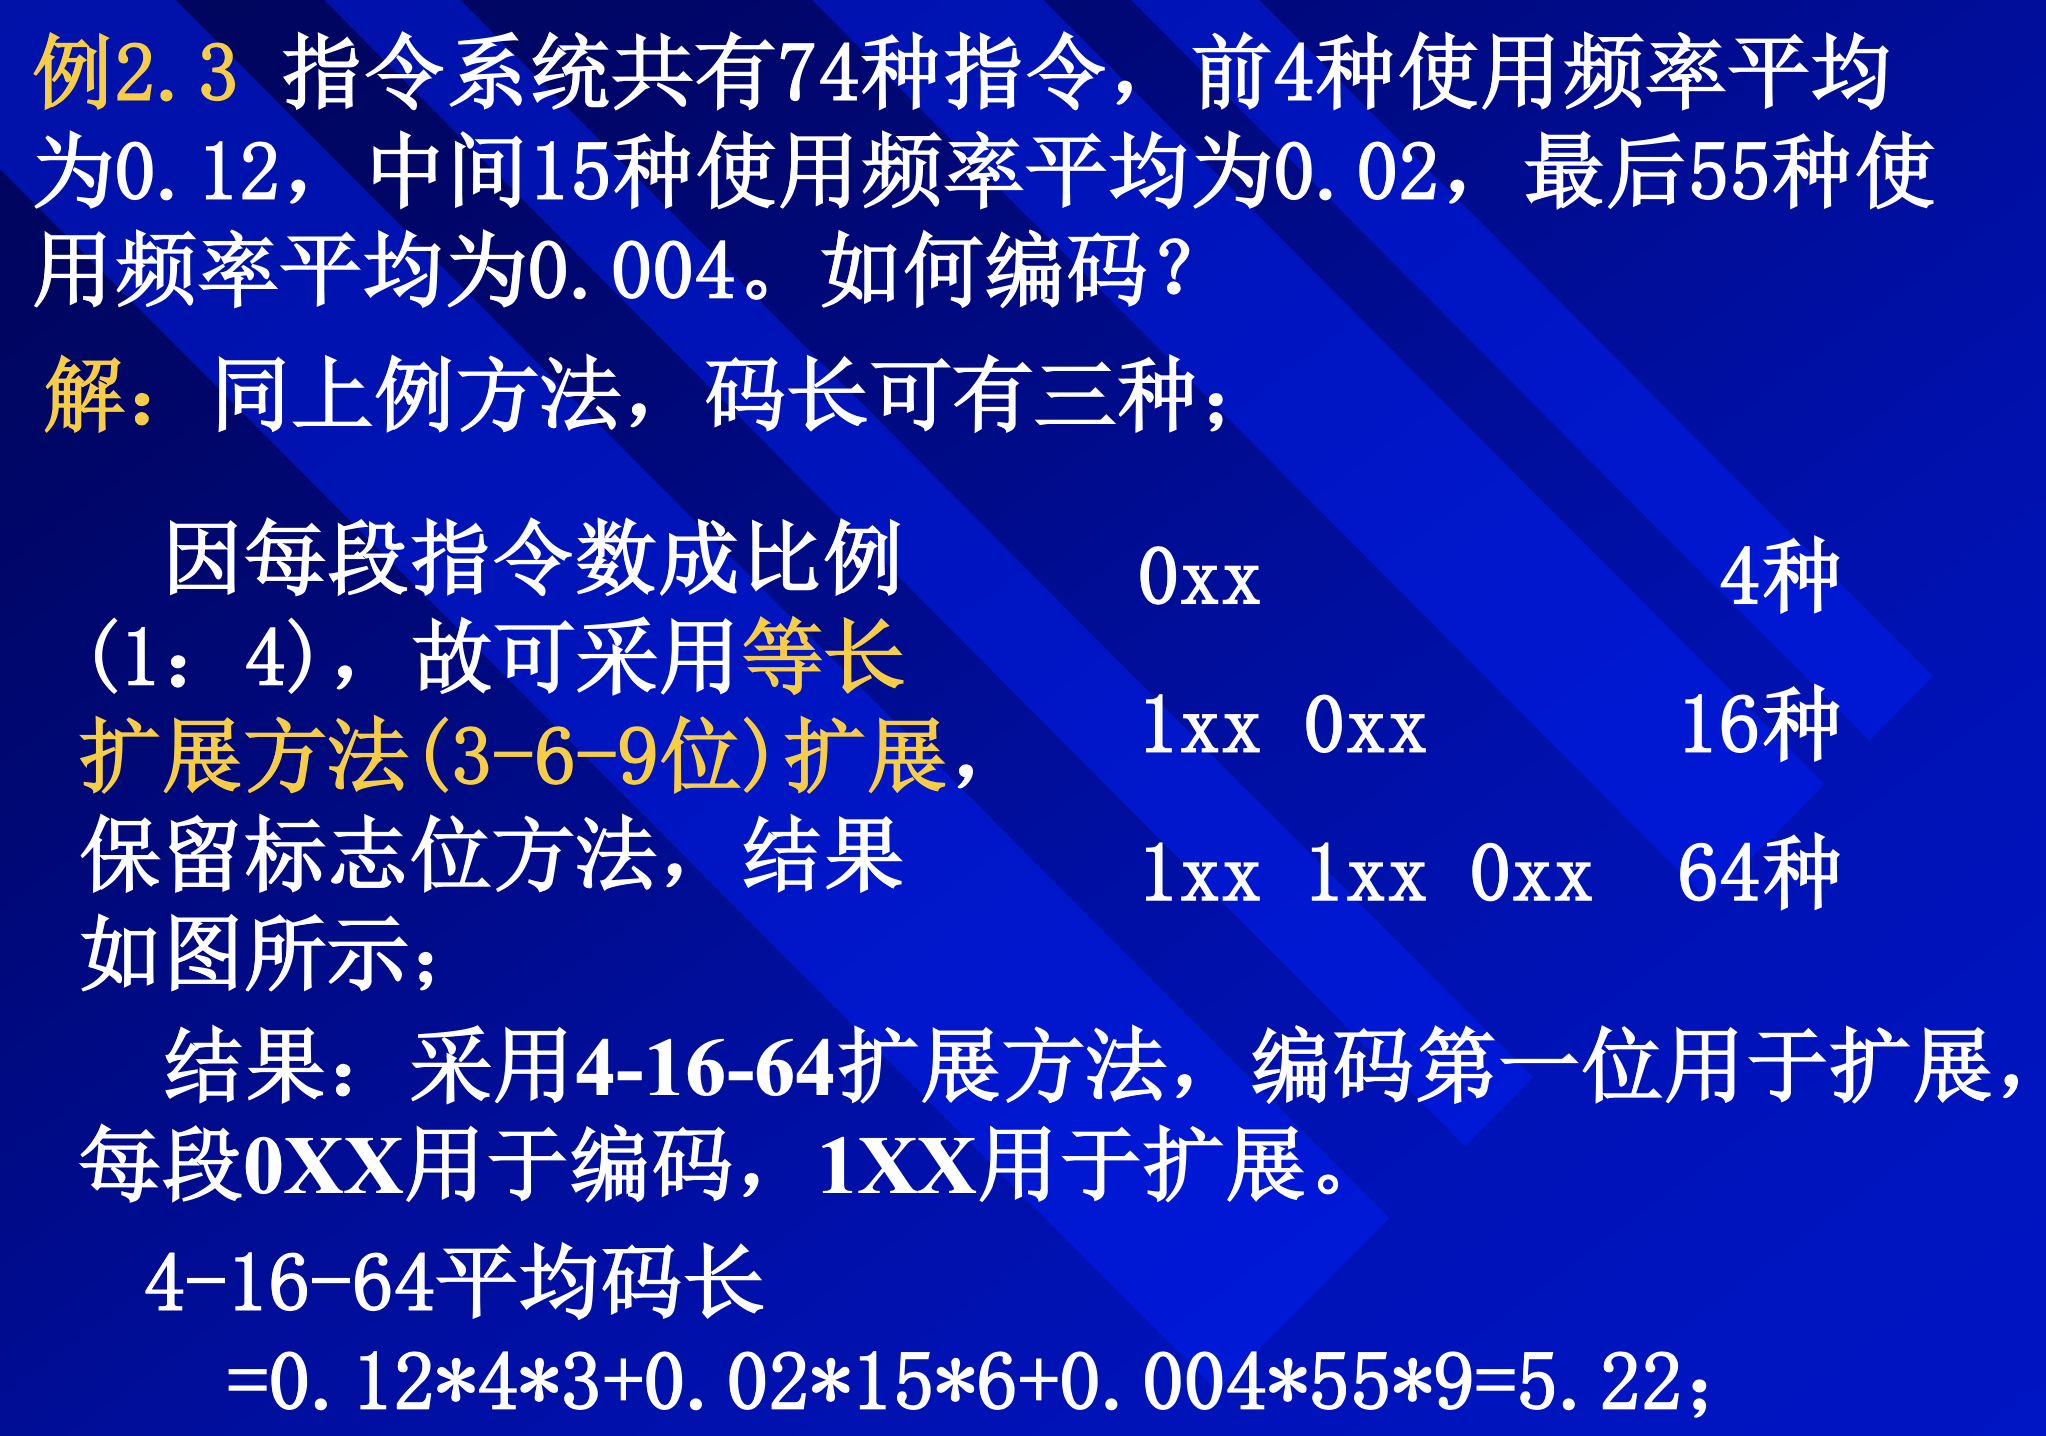 例2.3 指令系统共有74种指令，前4种使用频率平均
为0.12，中间15种使用频率平均为0.02，最后55种使
用频率平均为0.004。如何编码？
解：同上例方法，码长可有三种；
因每段指令数成比例
(1：4)，故可采用等长
扩展方法(3-6-9位)扩展，
保留标志位方法，结果
如图所示；
0xx 4种
1xx 0xx 16种
1xx 1xx 0xx 64种
结果：采用4-16-64扩展方法，编码第一位用于扩展，
每段0XX用于编码，1XX用于扩展。
4-16-64平均码长
=0.12*4*3+0.02*15*6+0.004*55*9=5.22；